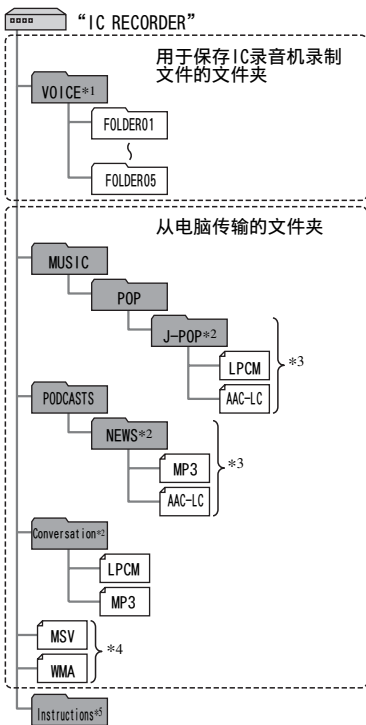 “IC RECORDER”
用于保存IC录音机录制
文件的文件夹
VOICE*1
FOLDER01
FOLDER05
从电脑传输的文件夹
MUSIC
POP
J-POP*2
LPCM
*3
AAC-LC
PODCASTS
NEWS*2
MP3
*3
AAC-LC
Conversation*2
LPCM
MP3
MSV
*4
WMA
Instructions*5